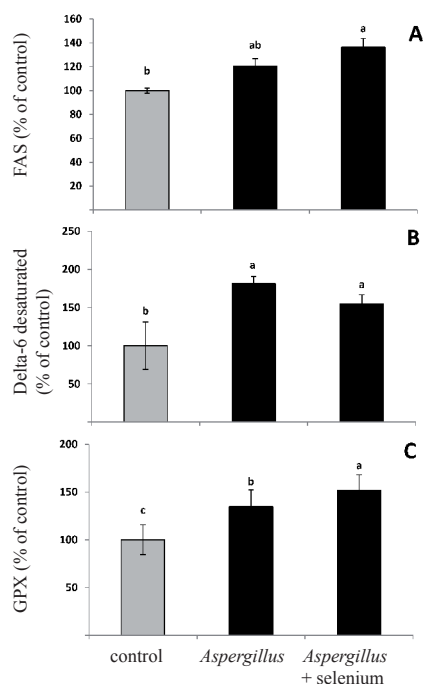 FAS (% of control)
160
140
120
100
80
60
40
20
A
b
ab
a
Delta-6 desaturated
(% of control)
250
200
150
100
50
B
b
a
a
GPX (% of control)
200
150
100
50
C
c
b
a
control
Aspergillus
Aspergillus
+ selenium